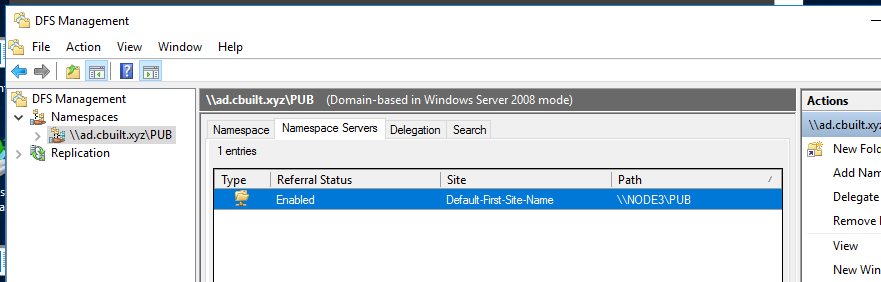 DFS Management
File Action View Window Help
DFS Management
Namespaces
\\ad.cbuilt.xyz\PUB
Replication
\\ad.cbuilt.xyz\PUB (Domain-based in Windows Server 2008 mode)
Namespace Namespace Servers Delegation Search
1 entries
Type Referral Status Site Path
Enabled Default-First-Site-Name \\NODE3\PUB
Actions
\\ad.cbuilt.xy
New Fold
Add Nam
Delegate
Remove
View
New Win